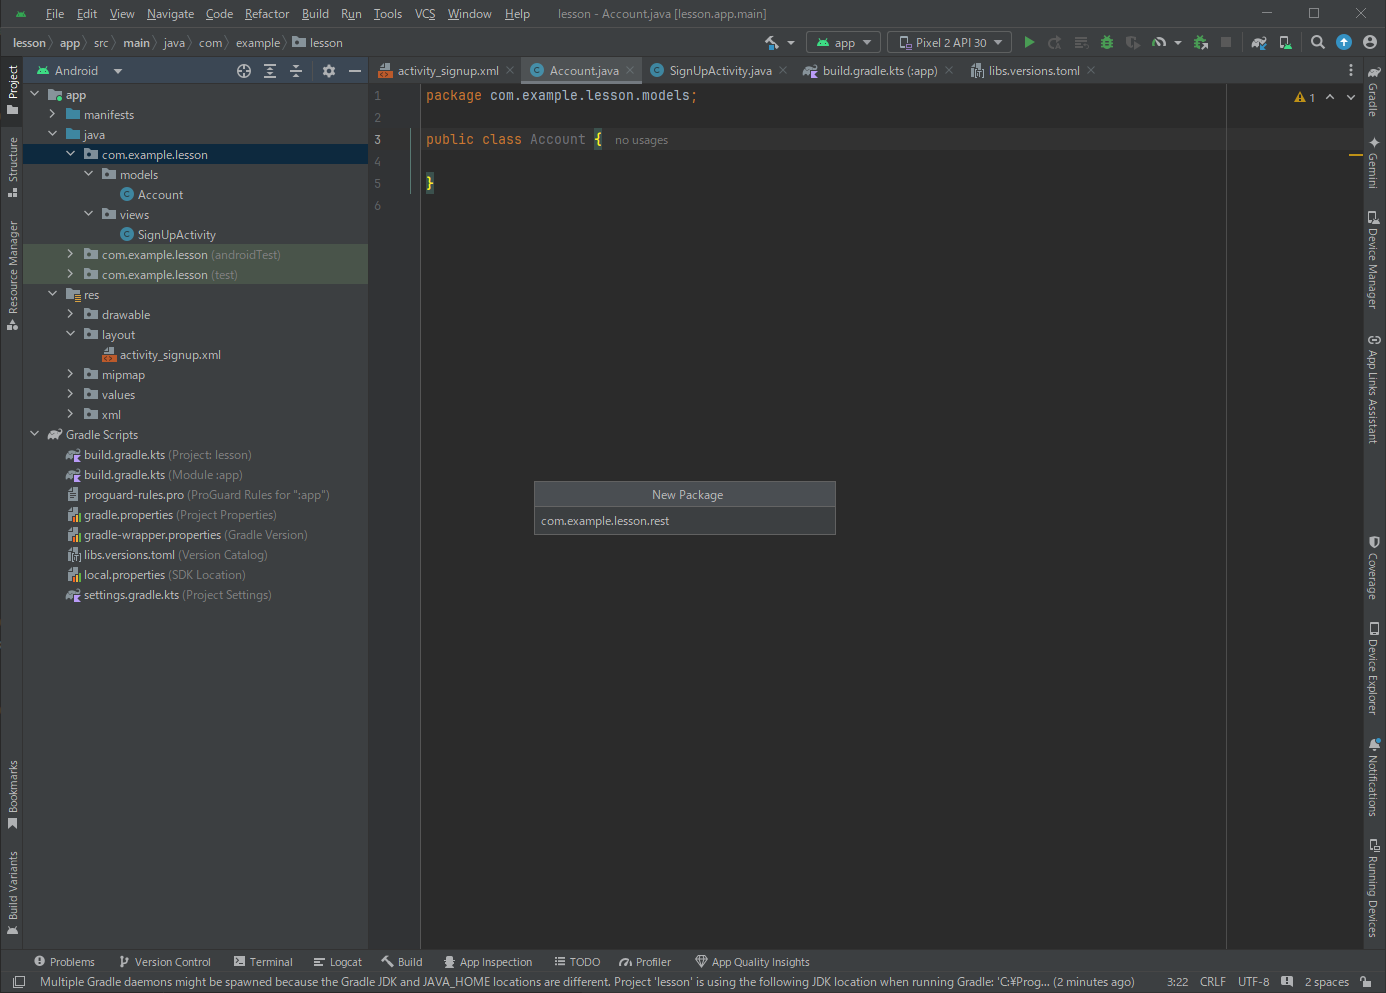 File Edit View Navigate Code Refactor Build Run Tools VCS Window Help lesson - Account.java [lesson.app.main]
lesson app src main java com example lesson app Pixel 2 API 30
Android
activity_signup.xml Account.java SignUpActivity.java build.gradle.kts (:app) libs.versions.toml
Project
Structure
Resource Manager
Bookmarks
Build Variants
app
manifests
java
com.example.lesson
models
Account
views
SignUpActivity
com.example.lesson (androidTest)
com.example.lesson (test)
res
drawable
layout
activity_signup.xml
mipmap
values
xml
Gradle Scripts
build.gradle.kts (Project: lesson)
build.gradle.kts (Module :app)
proguard-rules.pro (ProGuard Rules for ":app")
gradle.properties (Project Properties)
gradle-wrapper.properties (Gradle Version)
libs.versions.toml (Version Catalog)
local.properties (SDK Location)
settings.gradle.kts (Project Settings)
1 package com.example.lesson.models; 1
2
3 public class Account { no usages
4
5 }
6
New Package
com.example.lesson.rest
Gradle
Gemini
Device Manager
App Links Assistant
Coverage
Device Explorer
Notifications
Running Devices
Problems Version Control Terminal Logcat Build App Inspection TODO Profiler App Quality Insights
Multiple Gradle daemons might be spawned because the Gradle JDK and JAVA_HOME locations are different. Project 'lesson' is using the following JDK location when running Gradle: 'C:¥Prog... (2 minutes ago) 3:22 CRLF UTF-8 2 spaces